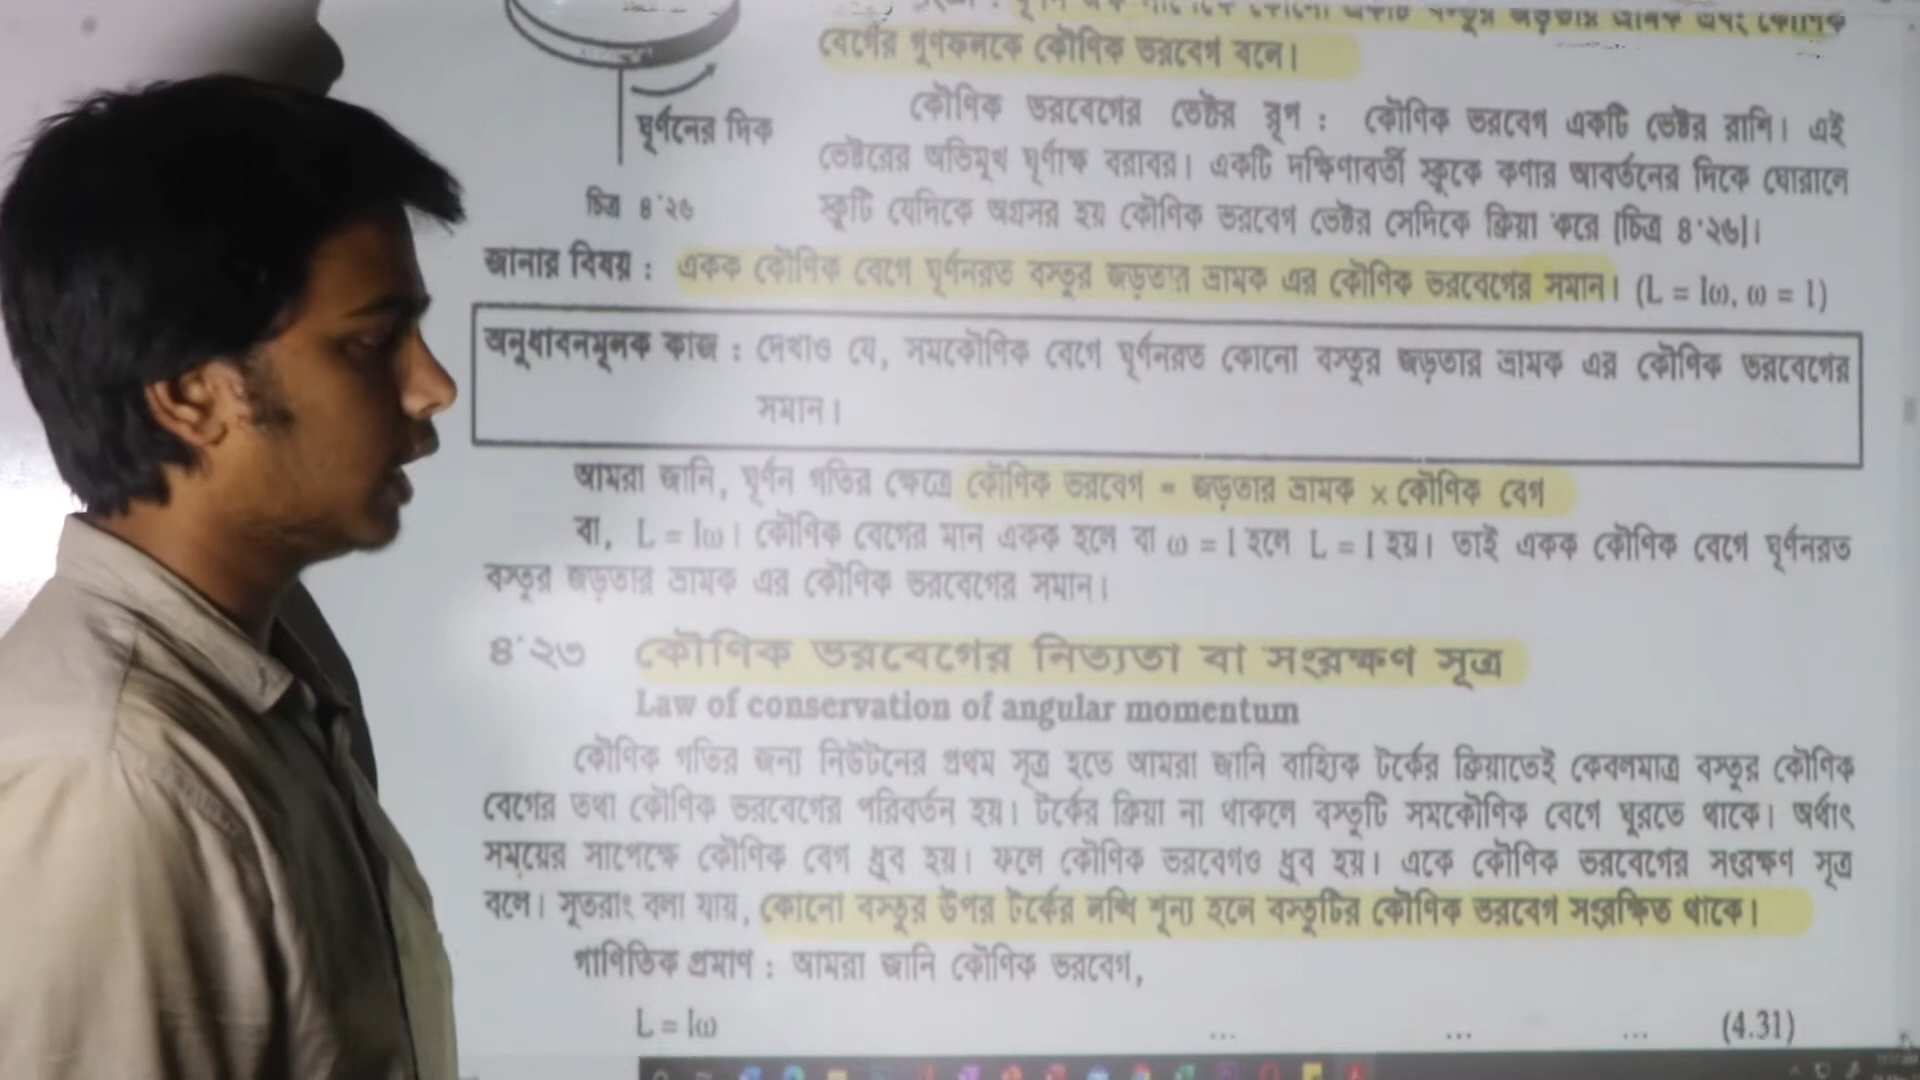 একটি বস্তুর জড়তার ভ্রামক এবং কৌণিক
বেগের গুণফলকে কৌণিক ভরবেগ বলে।
ঘূর্ণনের দিক
চিত্র ৪·২৬
কৌণিক ভরবেগের ভেক্টর রূপ : কৌণিক ভরবেগ একটি ভেক্টর রাশি। এই
ভেক্টরের অভিমুখ ঘূর্ণাক্ষ বরাবর। একটি দক্ষিণাবর্তী স্ক্রুকে কণার আবর্তনের দিকে ঘোরালে
স্ক্রুটি যেদিকে অগ্রসর হয় কৌণিক ভরবেগ ভেক্টর সেদিকে ক্রিয়া করে [চিত্র ৪·২৬]।
জানার বিষয় : একক কৌণিক বেগে ঘূর্ণনরত বস্তুর জড়তার ভ্রামক এর কৌণিক ভরবেগের সমান। (L = Iω, ω = 1)
অনুধাবনমূলক কাজ : দেখাও যে, সমকৌণিক বেগে ঘূর্ণনরত কোনো বস্তুর জড়তার ভ্রামক এর কৌণিক ভরবেগের
সমান।
আমরা জানি, ঘূর্ণন গতির ক্ষেত্রে কৌণিক ভরবেগ = জড়তার ভ্রামক × কৌণিক বেগ
বা, L = Iω। কৌণিক বেগের মান একক হলে বা ω = 1 হলে L = I হয়। তাই একক কৌণিক বেগে ঘূর্ণনরত
বস্তুর জড়তার ভ্রামক এর কৌণিক ভরবেগের সমান।
৪·২৩ কৌণিক ভরবেগের নিত্যতা বা সংরক্ষণ সূত্র
Law of conservation of angular momentum
কৌণিক গতির জন্য নিউটনের প্রথম সূত্র হতে আমরা জানি বাহ্যিক টর্কের ক্রিয়াতেই কেবলমাত্র বস্তুর কৌণিক
বেগের তথা কৌণিক ভরবেগের পরিবর্তন হয়। টর্কের ক্রিয়া না থাকলে বস্তুটি সমকৌণিক বেগে ঘুরতে থাকে। অর্থাৎ
সময়ের সাপেক্ষে কৌণিক বেগ ধ্রুব হয়। ফলে কৌণিক ভরবেগও ধ্রুব হয়। একে কৌণিক ভরবেগের সংরক্ষণ সূত্র
বলে। সুতরাং বলা যায়, কোনো বস্তুর উপর টর্কের লব্ধি শূন্য হলে বস্তুটির কৌণিক ভরবেগ সংরক্ষিত থাকে।
গাণিতিক প্রমাণ : আমরা জানি কৌণিক ভরবেগ,
L = Iω ... ... ... (4.31)